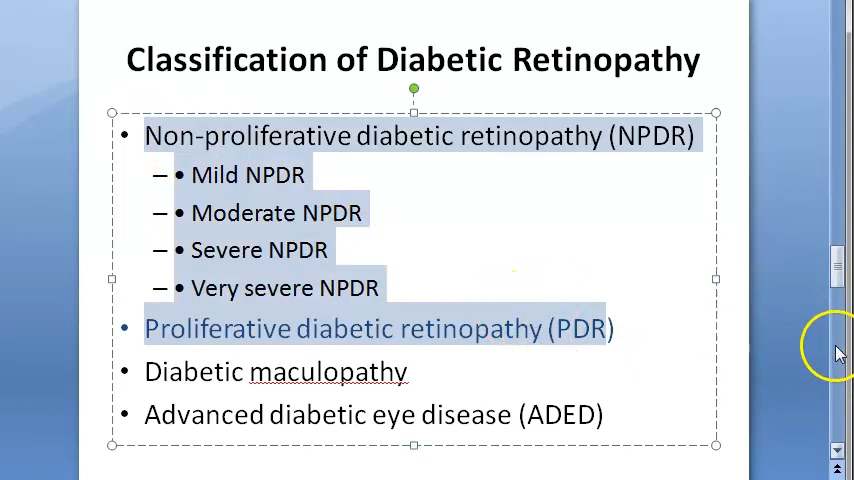 Classification of Diabetic Retinopathy
• Non-proliferative diabetic retinopathy (NPDR)
– • Mild NPDR
– • Moderate NPDR
– • Severe NPDR
– • Very severe NPDR
• Proliferative diabetic retinopathy (PDR)
• Diabetic maculopathy
• Advanced diabetic eye disease (ADED)